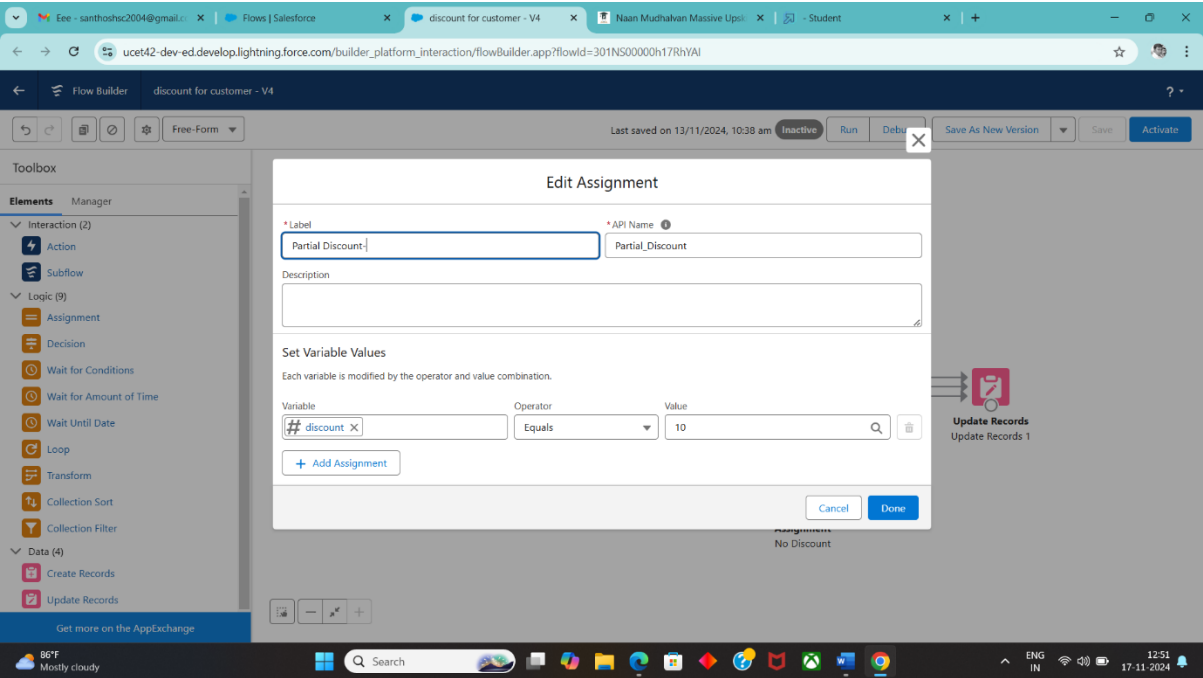 Eee - santhoshsc2004@gmail.c
Flows | Salesforce
discount for customer - V4
Naan Mudhalvan Massive Upsk
- Student
ucet42-dev-ed.develop.lightning.force.com/builder_platform_interaction/flowBuilder.app?flowId=301NS00000h17RhYAI
Flow Builder
discount for customer - V4
?
Free-Form
Last saved on 13/11/2024, 10:38 am
Inactive
Run
Debu
Save As New Version
Save
Activate
Toolbox
Elements
Manager
Interaction (2)
Action
Subflow
Logic (9)
Assignment
Decision
Wait for Conditions
Wait for Amount of Time
Wait Until Date
Loop
Transform
Collection Sort
Collection Filter
Data (4)
Create Records
Update Records
Get more on the AppExchange
Edit Assignment
* Label
Partial Discount-
* API Name
Partial_Discount
Description
Set Variable Values
Each variable is modified by the operator and value combination.
Variable
Operator
Value
discount
Equals
10
+ Add Assignment
Cancel
Done
Update Records
Update Records 1
Assignment
No Discount
86°F
Mostly cloudy
Search
ENG
IN
12:51
17-11-2024